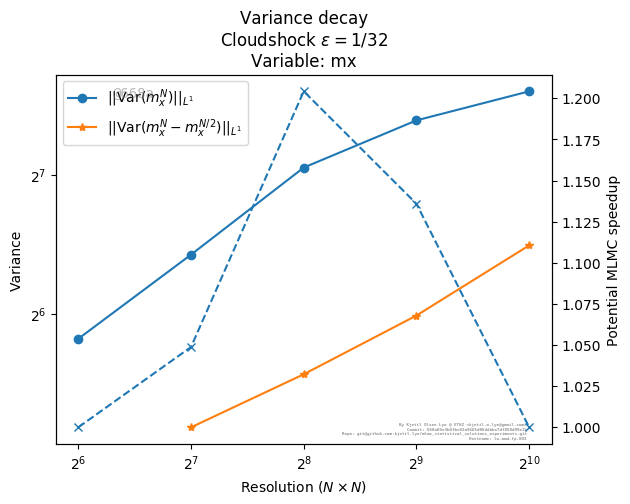 Variance decay
Cloudshock ε = 1/32
Variable: mx
||Var(m_x^N)||_{L^1}
||Var(m_x^N − m_x^{N/2})||_{L^1}
Variance
2^7
2^6
1.200
1.175
1.150
1.125
1.100
1.075
1.050
1.025
1.000
Potential MLMC speedup
2^6 2^7 2^8 2^9 2^10
Resolution (N × N)